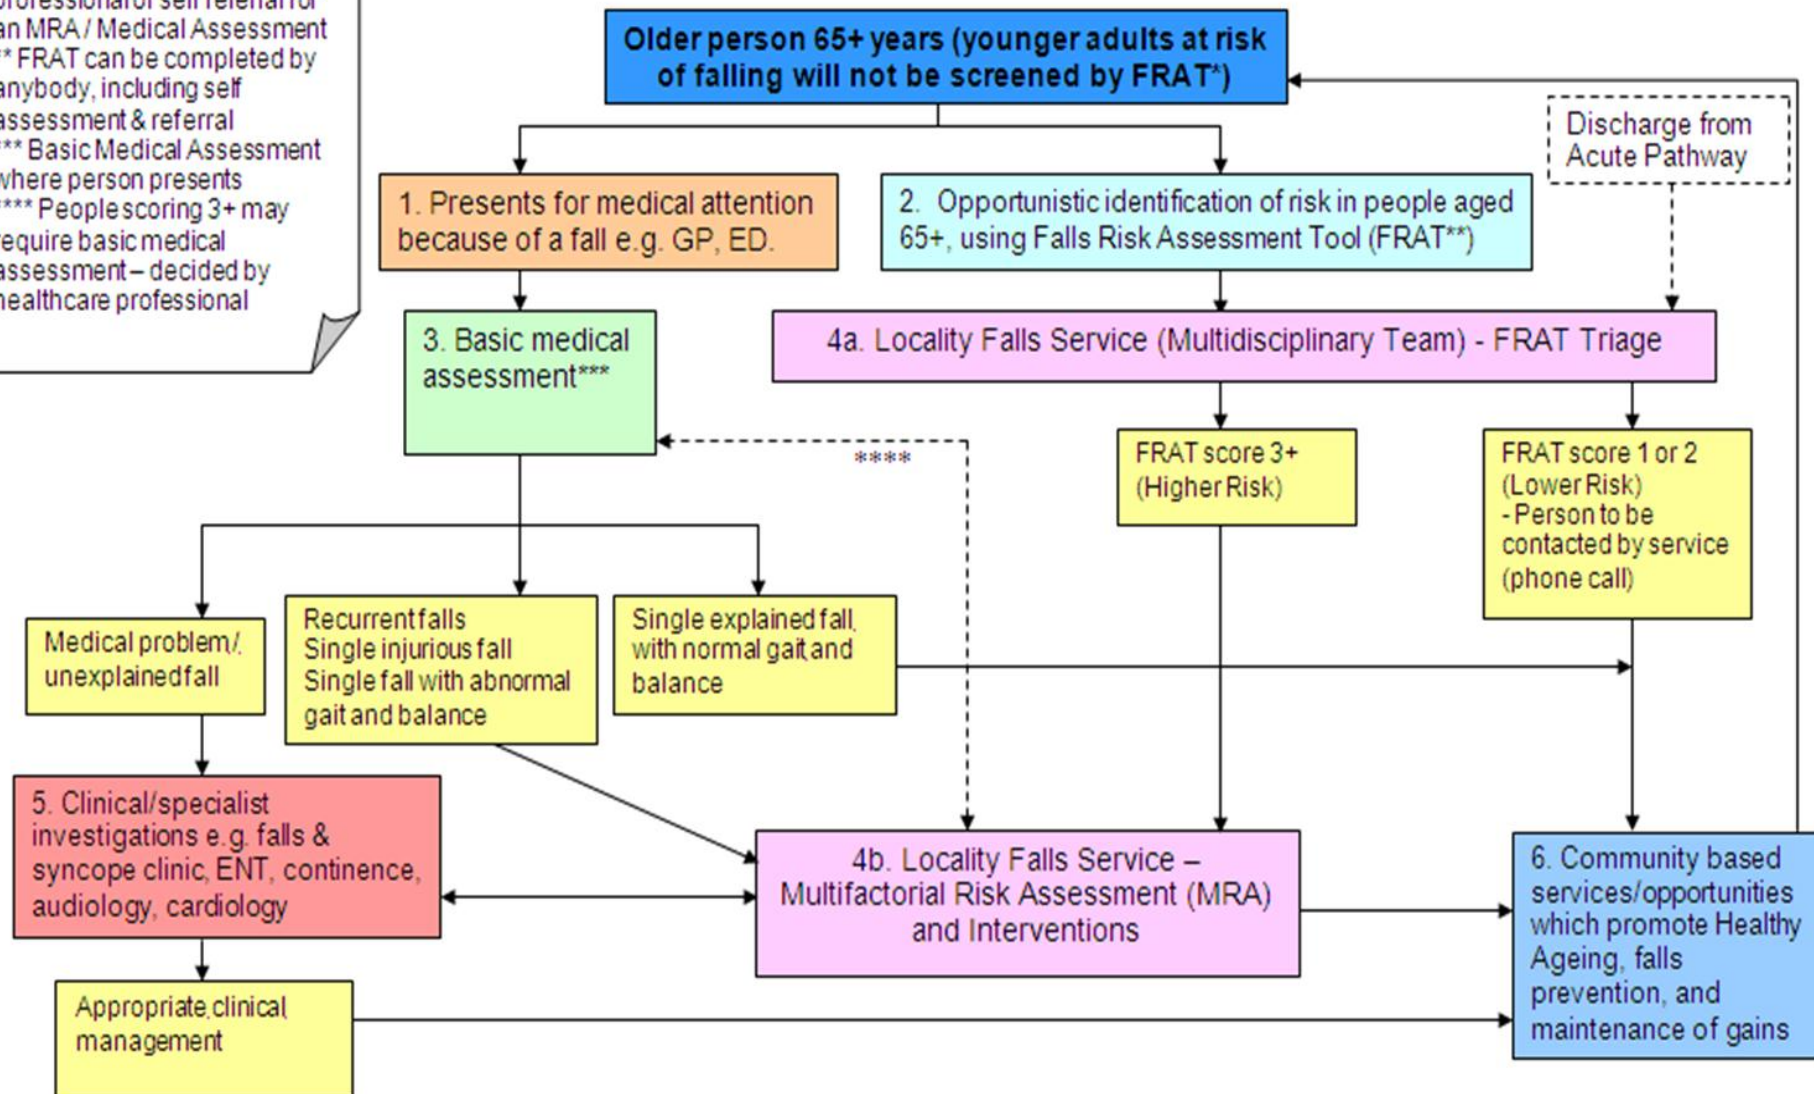 professional or self referral for
an MRA / Medical Assessment
** FRAT can be completed by
anybody, including self
assessment & referral
*** Basic Medical Assessment
where person presents
**** People scoring 3+ may
require basic medical
assessment – decided by
healthcare professional
Older person 65+ years (younger adults at risk
of falling will not be screened by FRAT*)
Discharge from
Acute Pathway
1. Presents for medical attention
because of a fall e.g. GP, ED.
2. Opportunistic identification of risk in people aged
65+, using Falls Risk Assessment Tool (FRAT**)
3. Basic medical
assessment***
4a. Locality Falls Service (Multidisciplinary Team) - FRAT Triage
****
FRAT score 3+
(Higher Risk)
FRAT score 1 or 2
(Lower Risk)
- Person to be
contacted by service
(phone call)
Medical problem/
unexplained fall
Recurrent falls
Single injurious fall
Single fall with abnormal
gait and balance
Single explained fall,
with normal gait and
balance
5. Clinical/specialist
investigations e.g. falls &
syncope clinic, ENT, continence,
audiology, cardiology
4b. Locality Falls Service –
Multifactorial Risk Assessment (MRA)
and Interventions
6. Community based
services/opportunities
which promote Healthy
Ageing, falls
prevention, and
maintenance of gains
Appropriate clinical
management